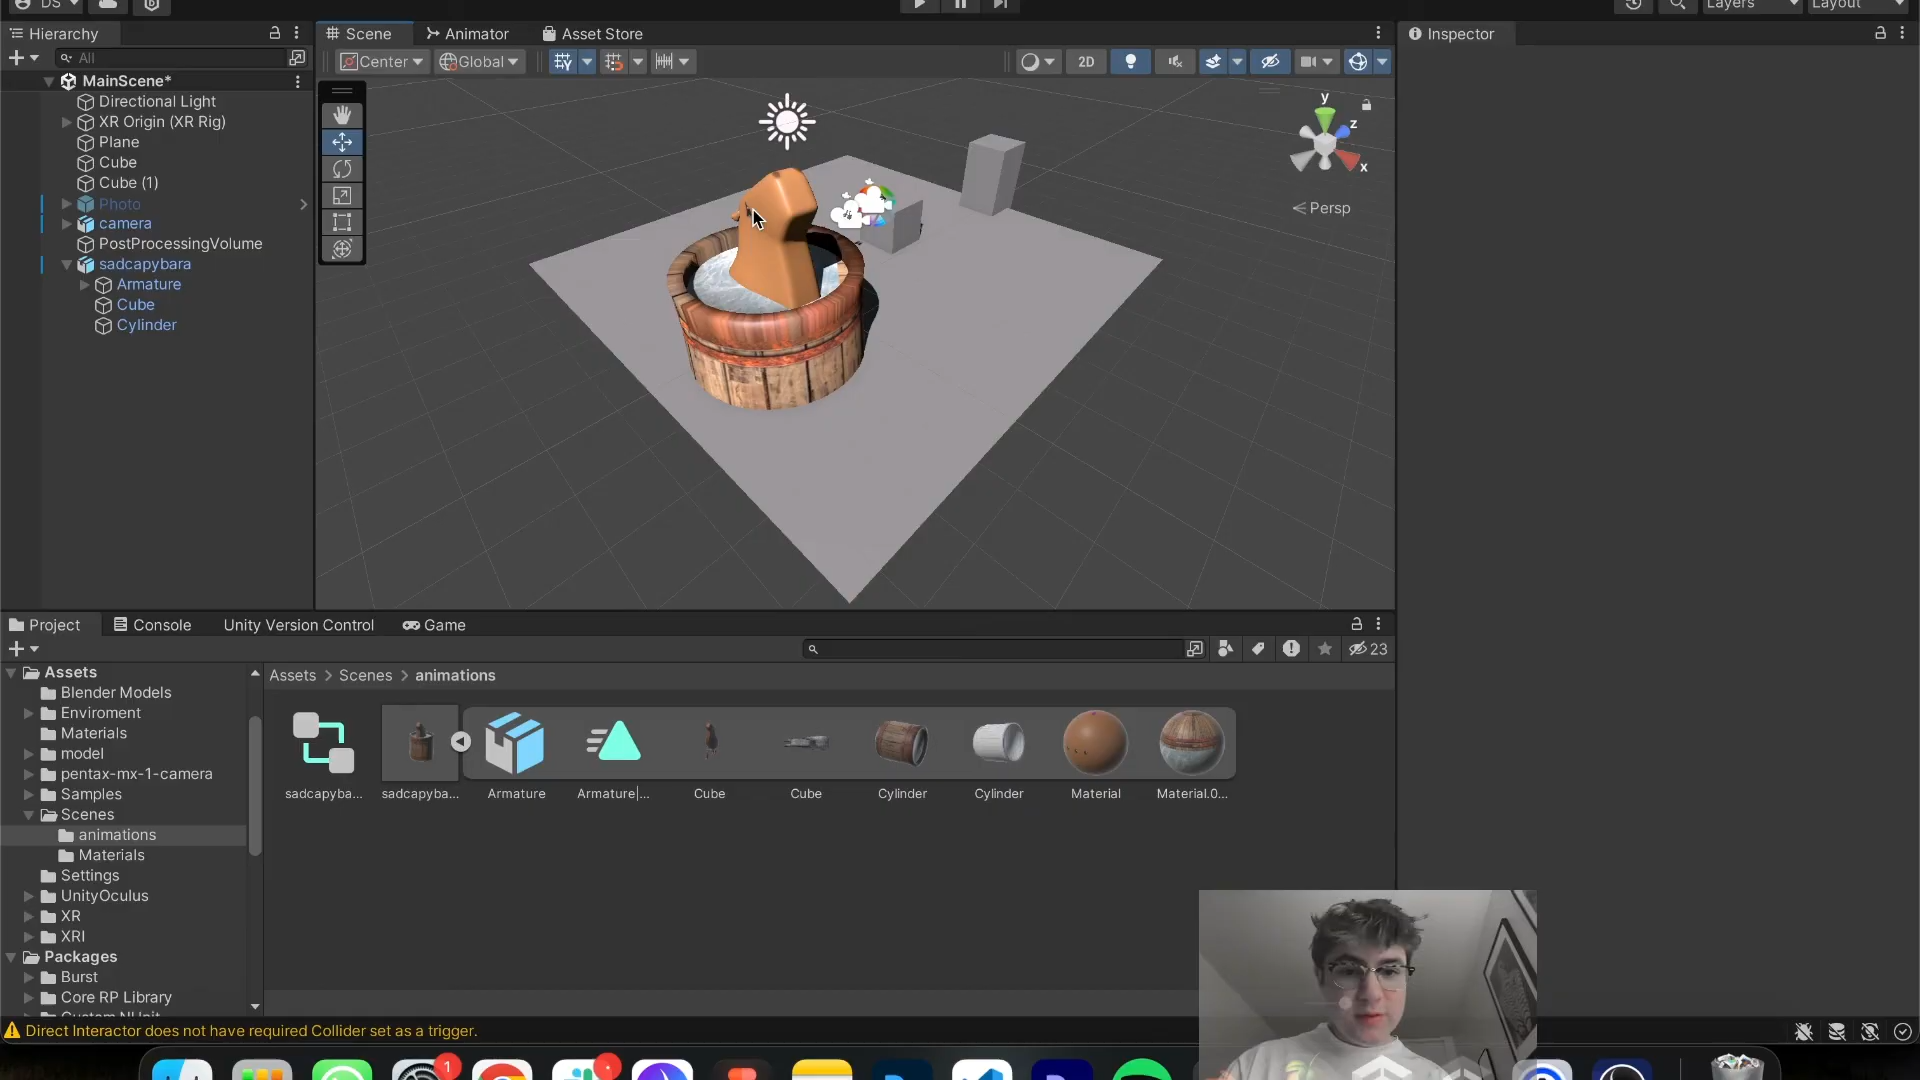 DS
Layers
Layout
Hierarchy
Scene
Animator
Asset Store
Inspector
All
Center
Global
2D
MainScene*
Directional Light
XR Origin (XR Rig)
Plane
Cube
Cube (1)
Photo
camera
PostProcessingVolume
sadcapybara
Armature
Cube
Cylinder
y
z
x
Persp
Project
Console
Unity Version Control
Game
23
Assets
Blender Models
Enviroment
Materials
model
pentax-mx-1-camera
Samples
Scenes
animations
Materials
Settings
UnityOculus
XR
XRI
Packages
Burst
Core RP Library
Assets > Scenes > animations
sadcapyba...
sadcapyba...
Armature
Armature|...
Cube
Cube
Cylinder
Cylinder
Material
Material.0...
Direct Interactor does not have required Collider set as a trigger.
1